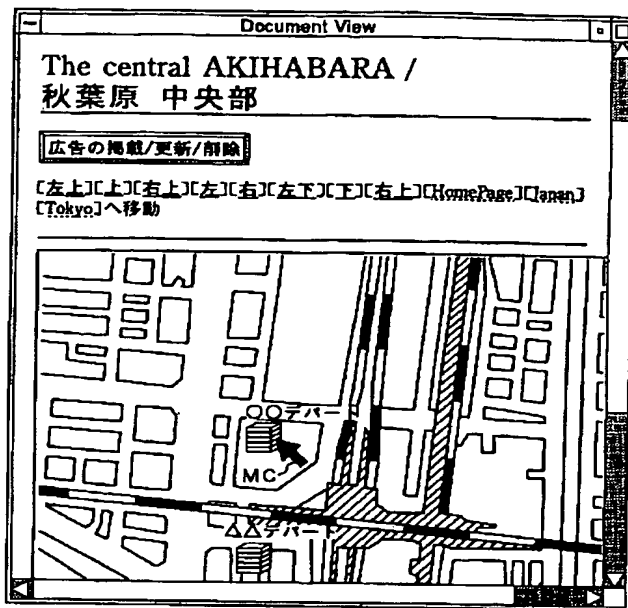 Document View
The central AKIHABARA /
秋葉原 中央部
広告の掲載/更新/削除
[左上][上][右上][左][右][左下][下][右上][HomePage][Japan]
[Tokyo]へ移動
○○デパー
MC
△△デパート